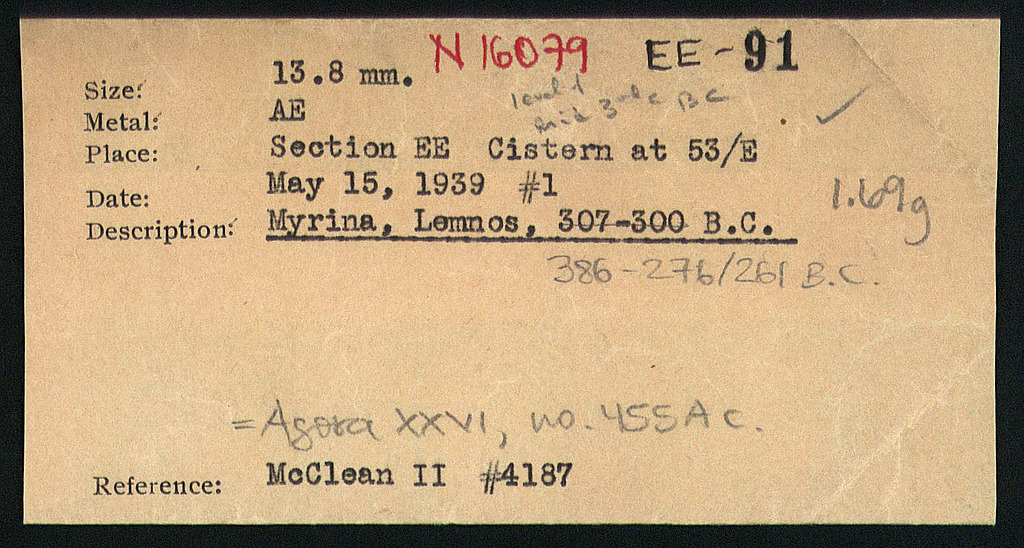 N 16079 EE-91
Size: 13.8 mm.
level 1
mid 3rd c BC
Metal: AE
Place: Section EE Cistern at 53/E
Date: May 15, 1939 #1
1.69g
Description: Myrina, Lemnos, 307-300 B.C.
386-276/261 B.C.
= Agora XXVI, no. 455A c.
Reference: McClean II #4187